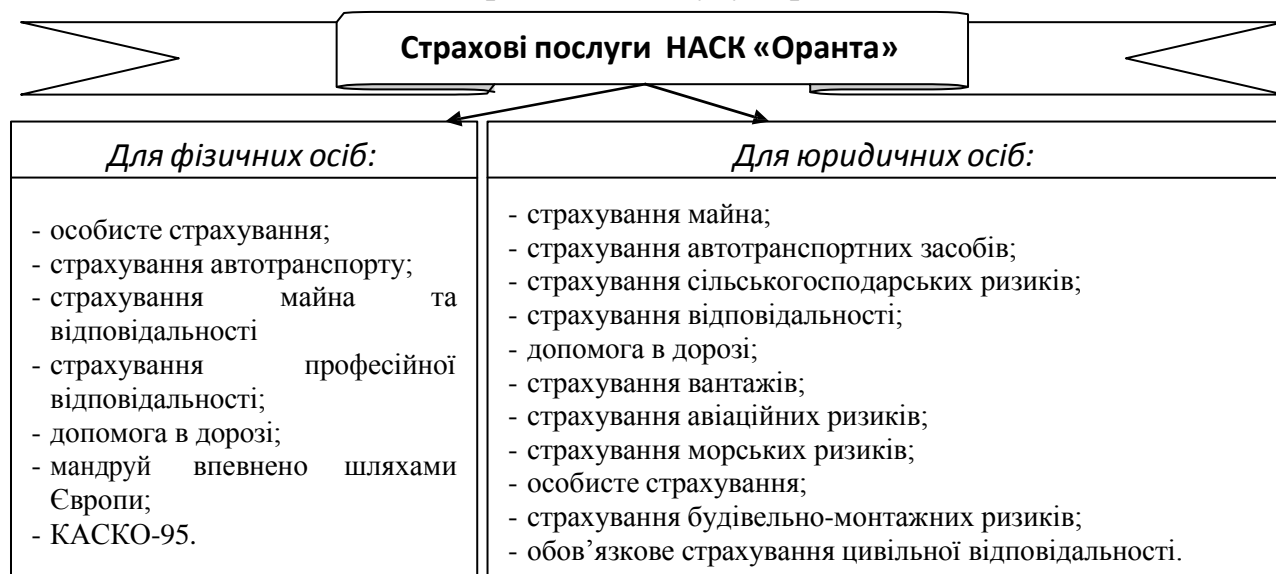 Страхові послуги НАСК «Оранта»
Для фізичних осіб:
- особисте страхування;
- страхування автотранспорту;
- страхування майна та
відповідальності
- страхування професійної
відповідальності;
- допомога в дорозі;
- мандруй впевнено шляхами
Європи;
- КАСКО-95.
Для юридичних осіб:
- страхування майна;
- страхування автотранспортних засобів;
- страхування сільськогосподарських ризиків;
- страхування відповідальності;
- допомога в дорозі;
- страхування вантажів;
- страхування авіаційних ризиків;
- страхування морських ризиків;
- особисте страхування;
- страхування будівельно-монтажних ризиків;
- обов’язкове страхування цивільної відповідальності.